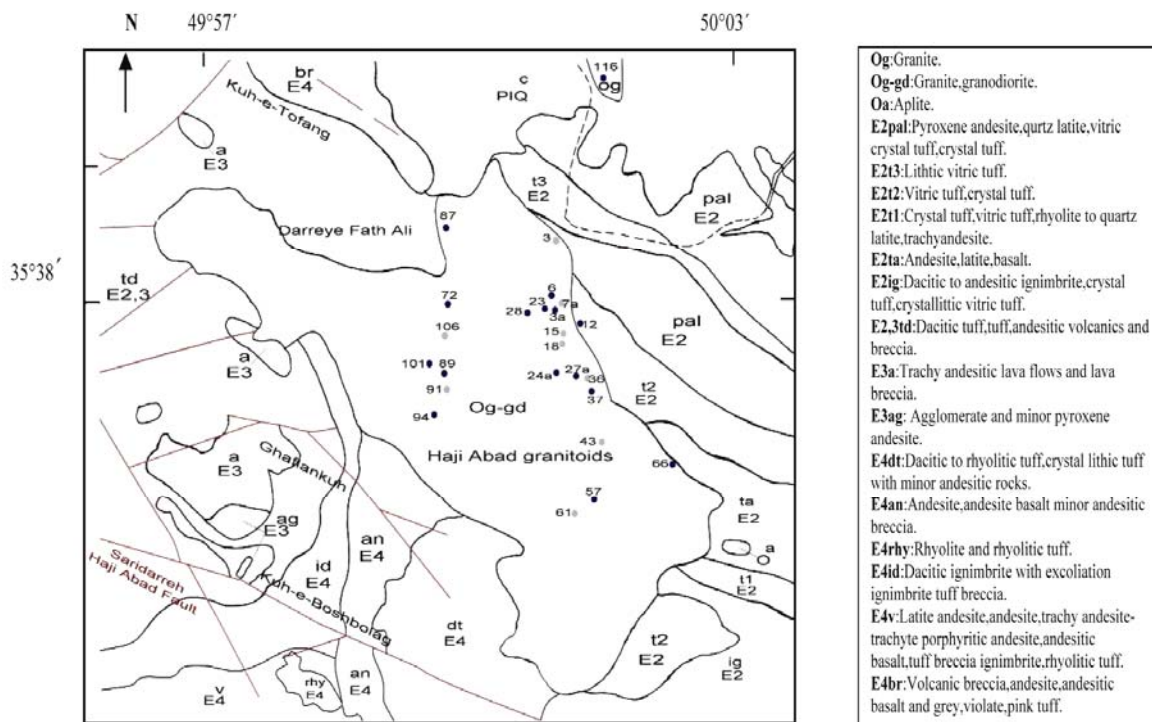 N
49°57´
50°03´
35°38´
br
E4
Kuh-e-Tofang
c
PIQ
116
og
a
E3
t3
E2
pal
E2
87
3
Darreye Fath Ali
td
E2,3
72
6
23
7a
28
3a
12
106
15
18
pal
E2
a
E3
101
89
24a
27a
36
91
37
t2
E2
Og-gd
94
Haji Abad granitoids
43
66
a
E3
Ghaflankuh
57
61
ta
E2
ag
E3
an
E4
a
O
id
E4
Saridarreh
Haji Abad Fault
Kuh-e-Boshbolag
t1
E2
dt
E4
t2
E2
ig
E2
v
E4
rhy
E4
an
E4
Og:Granite.
Og-gd:Granite,granodiorite.
Oa:Aplite.
E2pal:Pyroxene andesite,qurtz latite,vitric
crystal tuff,crystal tuff.
E2t3:Lithtic vitric tuff.
E2t2:Vitric tuff,crystal tuff.
E2t1:Crystal tuff,vitric tuff,rhyolite to quartz
latite,trachyandesite.
E2ta:Andesite,latite,basalt.
E2ig:Dacitic to andesitic ignimbrite,crystal
tuff,crystallittic vitric tuff.
E2,3td:Dacitic tuff,tuff,andesitic volcanics and
breccia.
E3a:Trachy andesitic lava flows and lava
breccia.
E3ag: Agglomerate and minor pyroxene
andesite.
E4dt:Dacitic to rhyolitic tuff,crystal lithic tuff
with minor andesitic rocks.
E4an:Andesite,andesite basalt minor andesitic
breccia.
E4rhy:Rhyolite and rhyolitic tuff.
E4id:Dacitic ignimbrite with excoliation
ignimbrite tuff breccia.
E4v:Latite andesite,andesite,trachy andesite-
trachyte porphyritic andesite,andesitic
basalt,tuff breccia ignimbrite,rhyolitic tuff.
E4br:Volcanic breccia,andesite,andesitic
basalt and grey,violate,pink tuff.